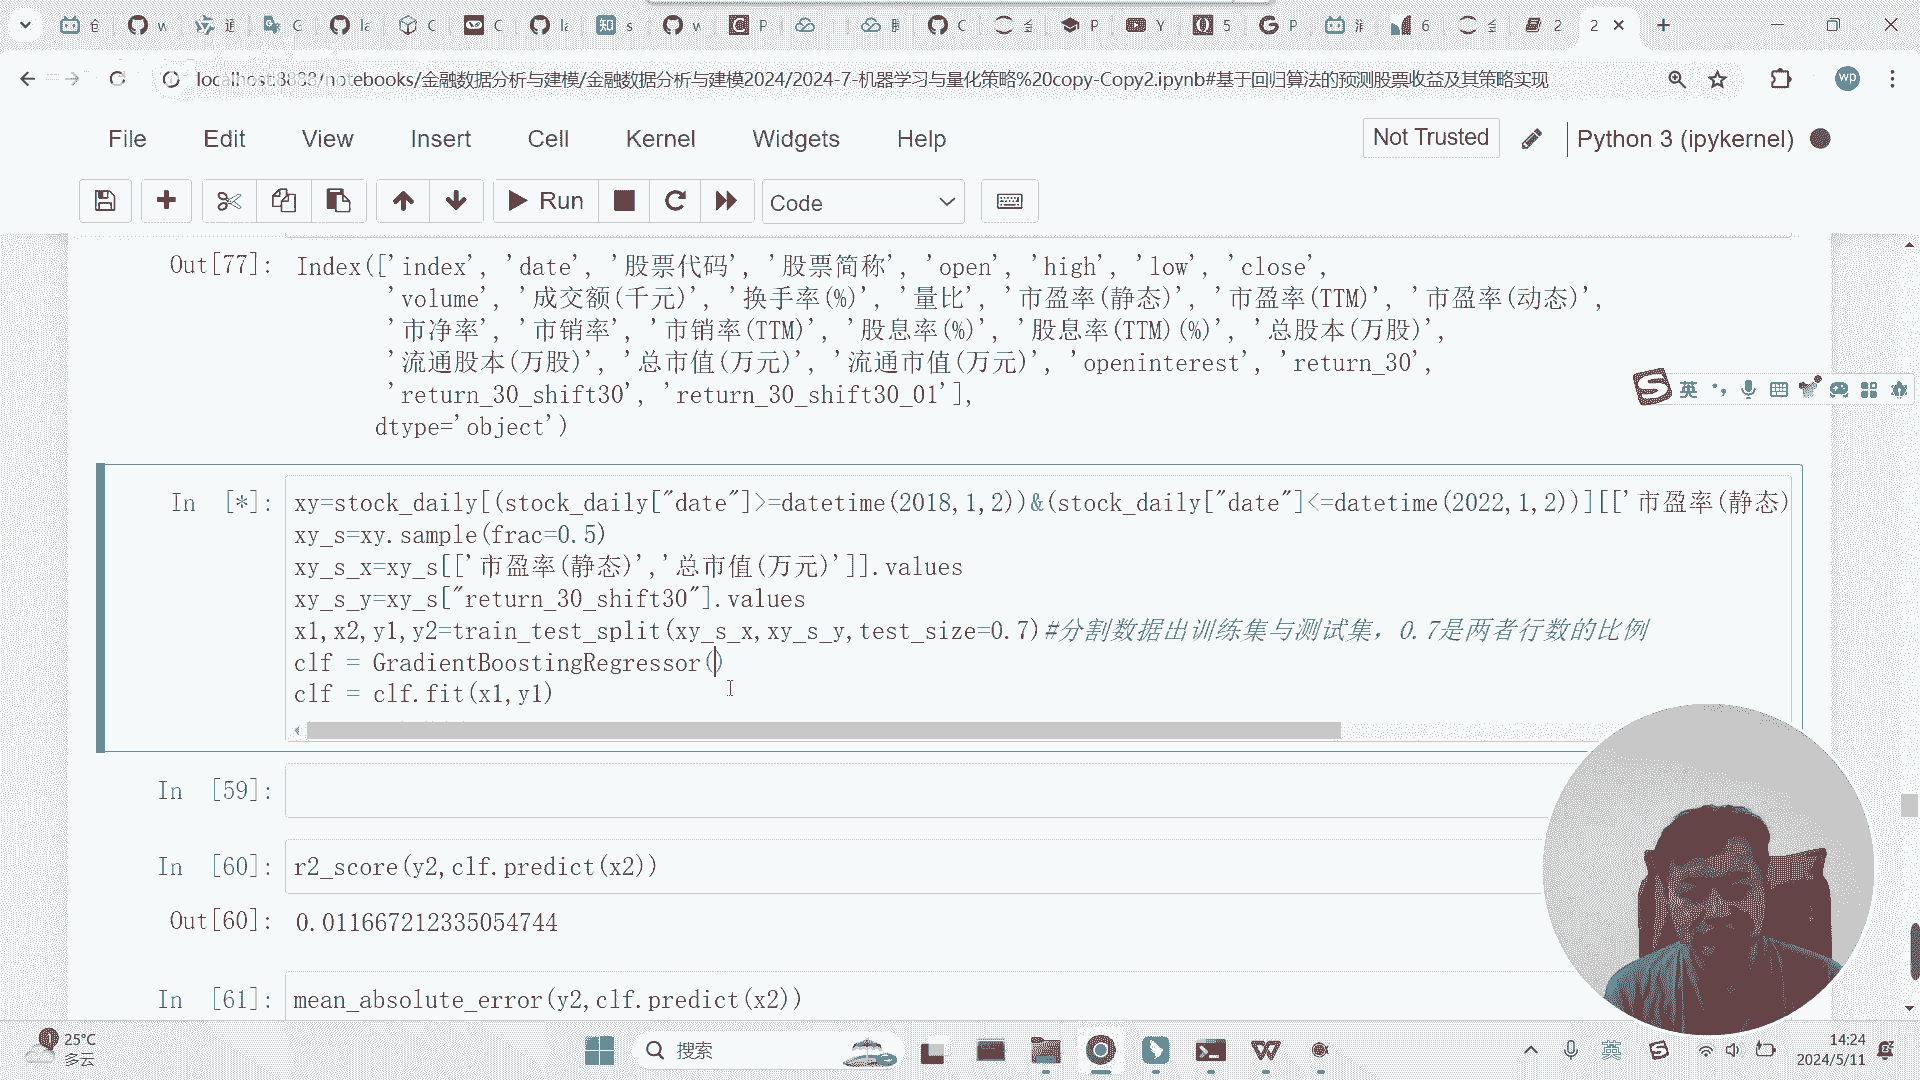 localhost:8888/notebooks/金融数据分析与建模/金融数据分析与建模2024/2024-7-机器学习与量化策略%20copy-Copy2.ipynb#基于回归算法的预测股票收益及其策略实现
wp
File Edit View Insert Cell Kernel Widgets Help
Not Trusted
Python 3 (ipykernel)
Run
Code
Out[77]: Index(['index', 'date', '股票代码', '股票简称', 'open', 'high', 'low', 'close',
'volume', '成交额(千元)', '换手率(%)', '量比', '市盈率(静态)', '市盈率(TTM)', '市盈率(动态)',
'市净率', '市销率', '市销率(TTM)', '股息率(%)', '股息率(TTM)(%)', '总股本(万股)',
'流通股本(万股)', '总市值(万元)', '流通市值(万元)', 'openinterest', 'return_30',
'return_30_shift30', 'return_30_shift30_01'],
dtype='object')
英
In [*]: xy=stock_daily[(stock_daily["date"]>=datetime(2018,1,2))&(stock_daily["date"]<=datetime(2022,1,2))][['市盈率(静态)
xy_s=xy.sample(frac=0.5)
xy_s_x=xy_s[['市盈率(静态)','总市值(万元)']].values
xy_s_y=xy_s["return_30_shift30"].values
x1,x2,y1,y2=train_test_split(xy_s_x,xy_s_y,test_size=0.7)#分割数据出训练集与测试集，0.7是两者行数的比例
clf = GradientBoostingRegressor()
clf = clf.fit(x1,y1)
In [59]:
In [60]: r2_score(y2,clf.predict(x2))
Out[60]: 0.011667212335054744
In [61]: mean_absolute_error(y2,clf.predict(x2))
25°C
多云
搜索
英
14:24
2024/5/11